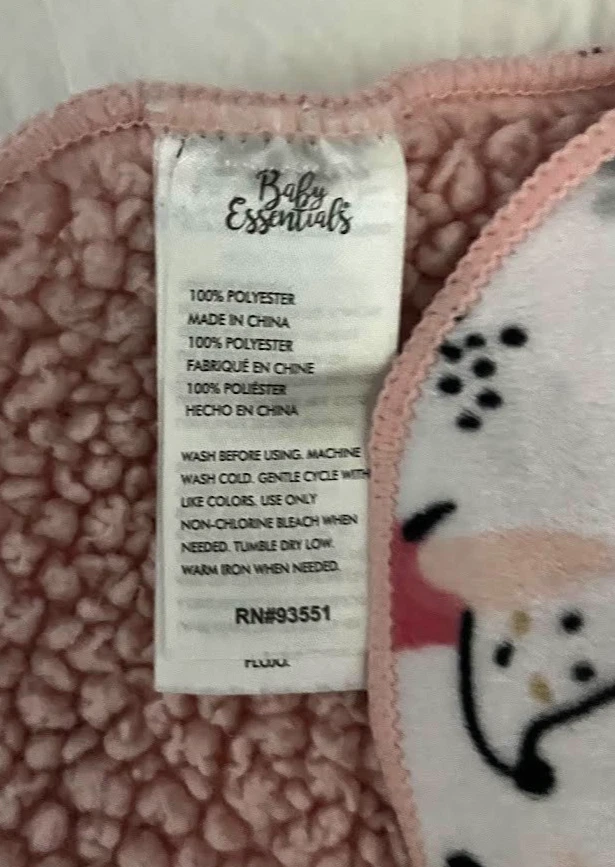 Baby
Essentials
100% POLYESTER
MADE IN CHINA
100% POLYESTER
FABRIQUÉ EN CHINE
100% POLIÉSTER
HECHO EN CHINA
WASH BEFORE USING. MACHINE
WASH COLD. GENTLE CYCLE WITH
LIKE COLORS. USE ONLY
NON-CHLORINE BLEACH WHEN
NEEDED. TUMBLE DRY LOW.
WARM IRON WHEN NEEDED.
RN#93551